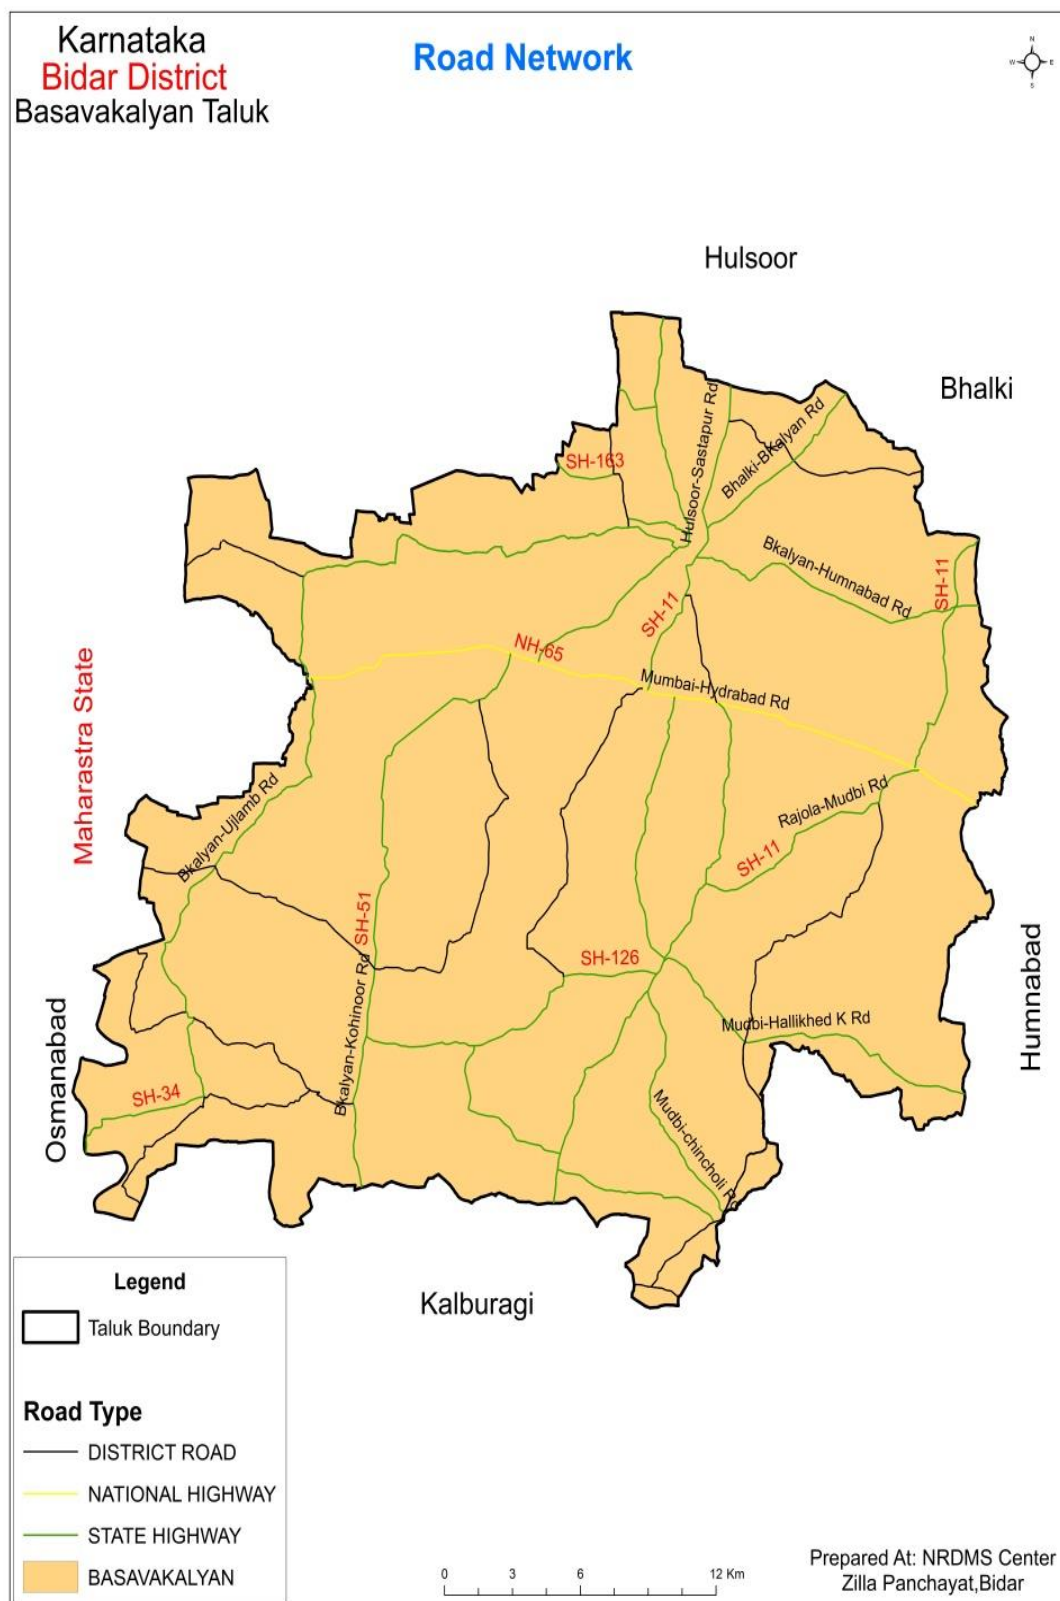 Karnataka
Bidar District
Basavakalyan Taluk
Road Network
N
W E
S
Hulsoor
Bhalki
SH-163
Hulsoor-Sastapur Rd
Bhalki-BKalyan Rd
Bkalyan-Humnabad Rd
SH-11
SH-11
NH-65
Mumbai-Hydrabad Rd
Maharastra State
Bkalyan-Ujlamb Rd
Rajola-Mudbi Rd
SH-11
SH-51
SH-126
Bkalyan-Kohinoor Rd
Mudbi-Hallikhed K Rd
Humnabad
Osmanabad
SH-34
Mudbi-chincholi Rd
Kalburagi
Legend
Taluk Boundary
Road Type
DISTRICT ROAD
NATIONAL HIGHWAY
STATE HIGHWAY
BASAVAKALYAN
0 3 6 12 Km
Prepared At: NRDMS Center
Zilla Panchayat,Bidar